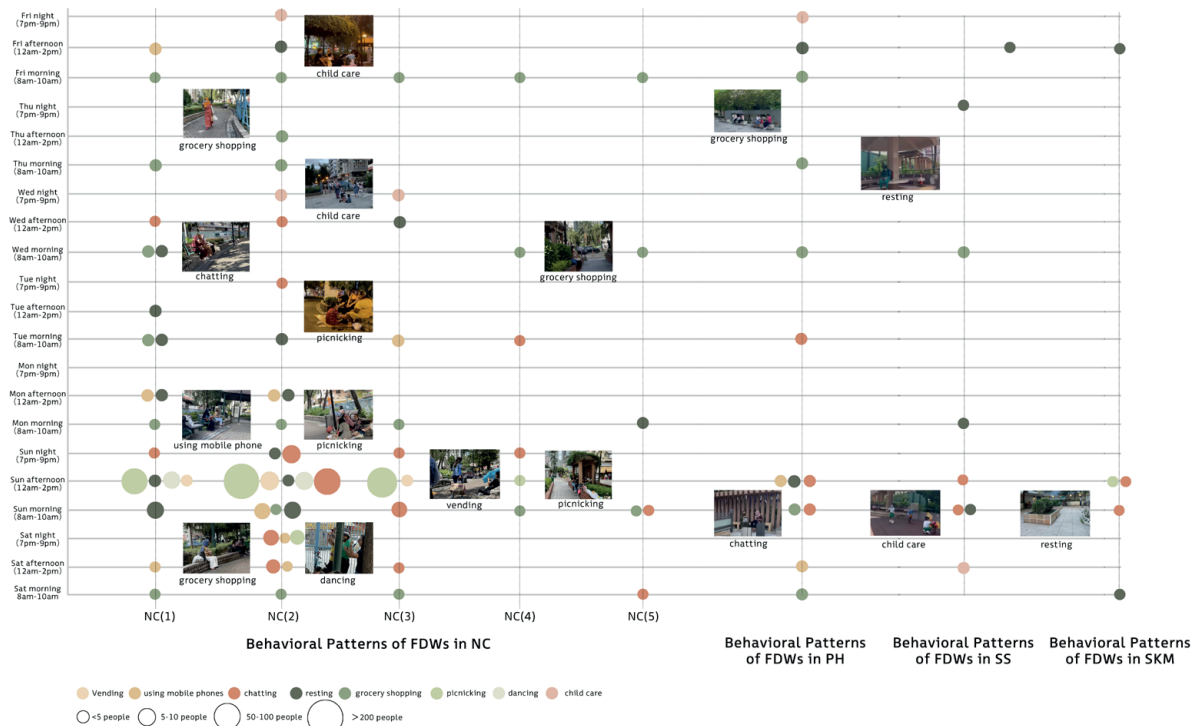 Fri night
(7pm-9pm)
Fri afternoon
(12am-2pm)
child care
Fri morning
(8am-10am)
Thu night
(7pm-9pm)
grocery shopping
grocery shopping
Thu afternoon
(12am-2pm)
Thu morning
(8am-10am)
resting
Wed night
(7pm-9pm)
child care
Wed afternoon
(12am-2pm)
Wed morning
(8am-10am)
chatting
grocery shopping
Tue night
(7pm-9pm)
Tue afternoon
(12am-2pm)
Tue morning
(8am-10am)
picnicking
Mon night
(7pm-9pm)
Mon afternoon
(12am-2pm)
Mon morning
(8am-10am)
using mobile phone
picnicking
Sun night
(7pm-9pm)
Sun afternoon
(12am-2pm)
vending
picnicking
Sun morning
(8am-10am)
chatting
child care
resting
Sat night
(7pm-9pm)
grocery shopping
dancing
Sat afternoon
(12am-2pm)
Sat morning
8am-10am
NC(1)
NC(2)
NC(3)
NC(4)
NC(5)
Behavioral Patterns of FDWs in NC
Behavioral Patterns
of FDWs in PH
Behavioral Patterns
of FDWs in SS
Behavioral Patterns
of FDWs in SKM
Vending
using mobile phones
chatting
resting
grocery shopping
picnicking
dancing
child care
<5 people
5-10 people
50-100 people
>200 people